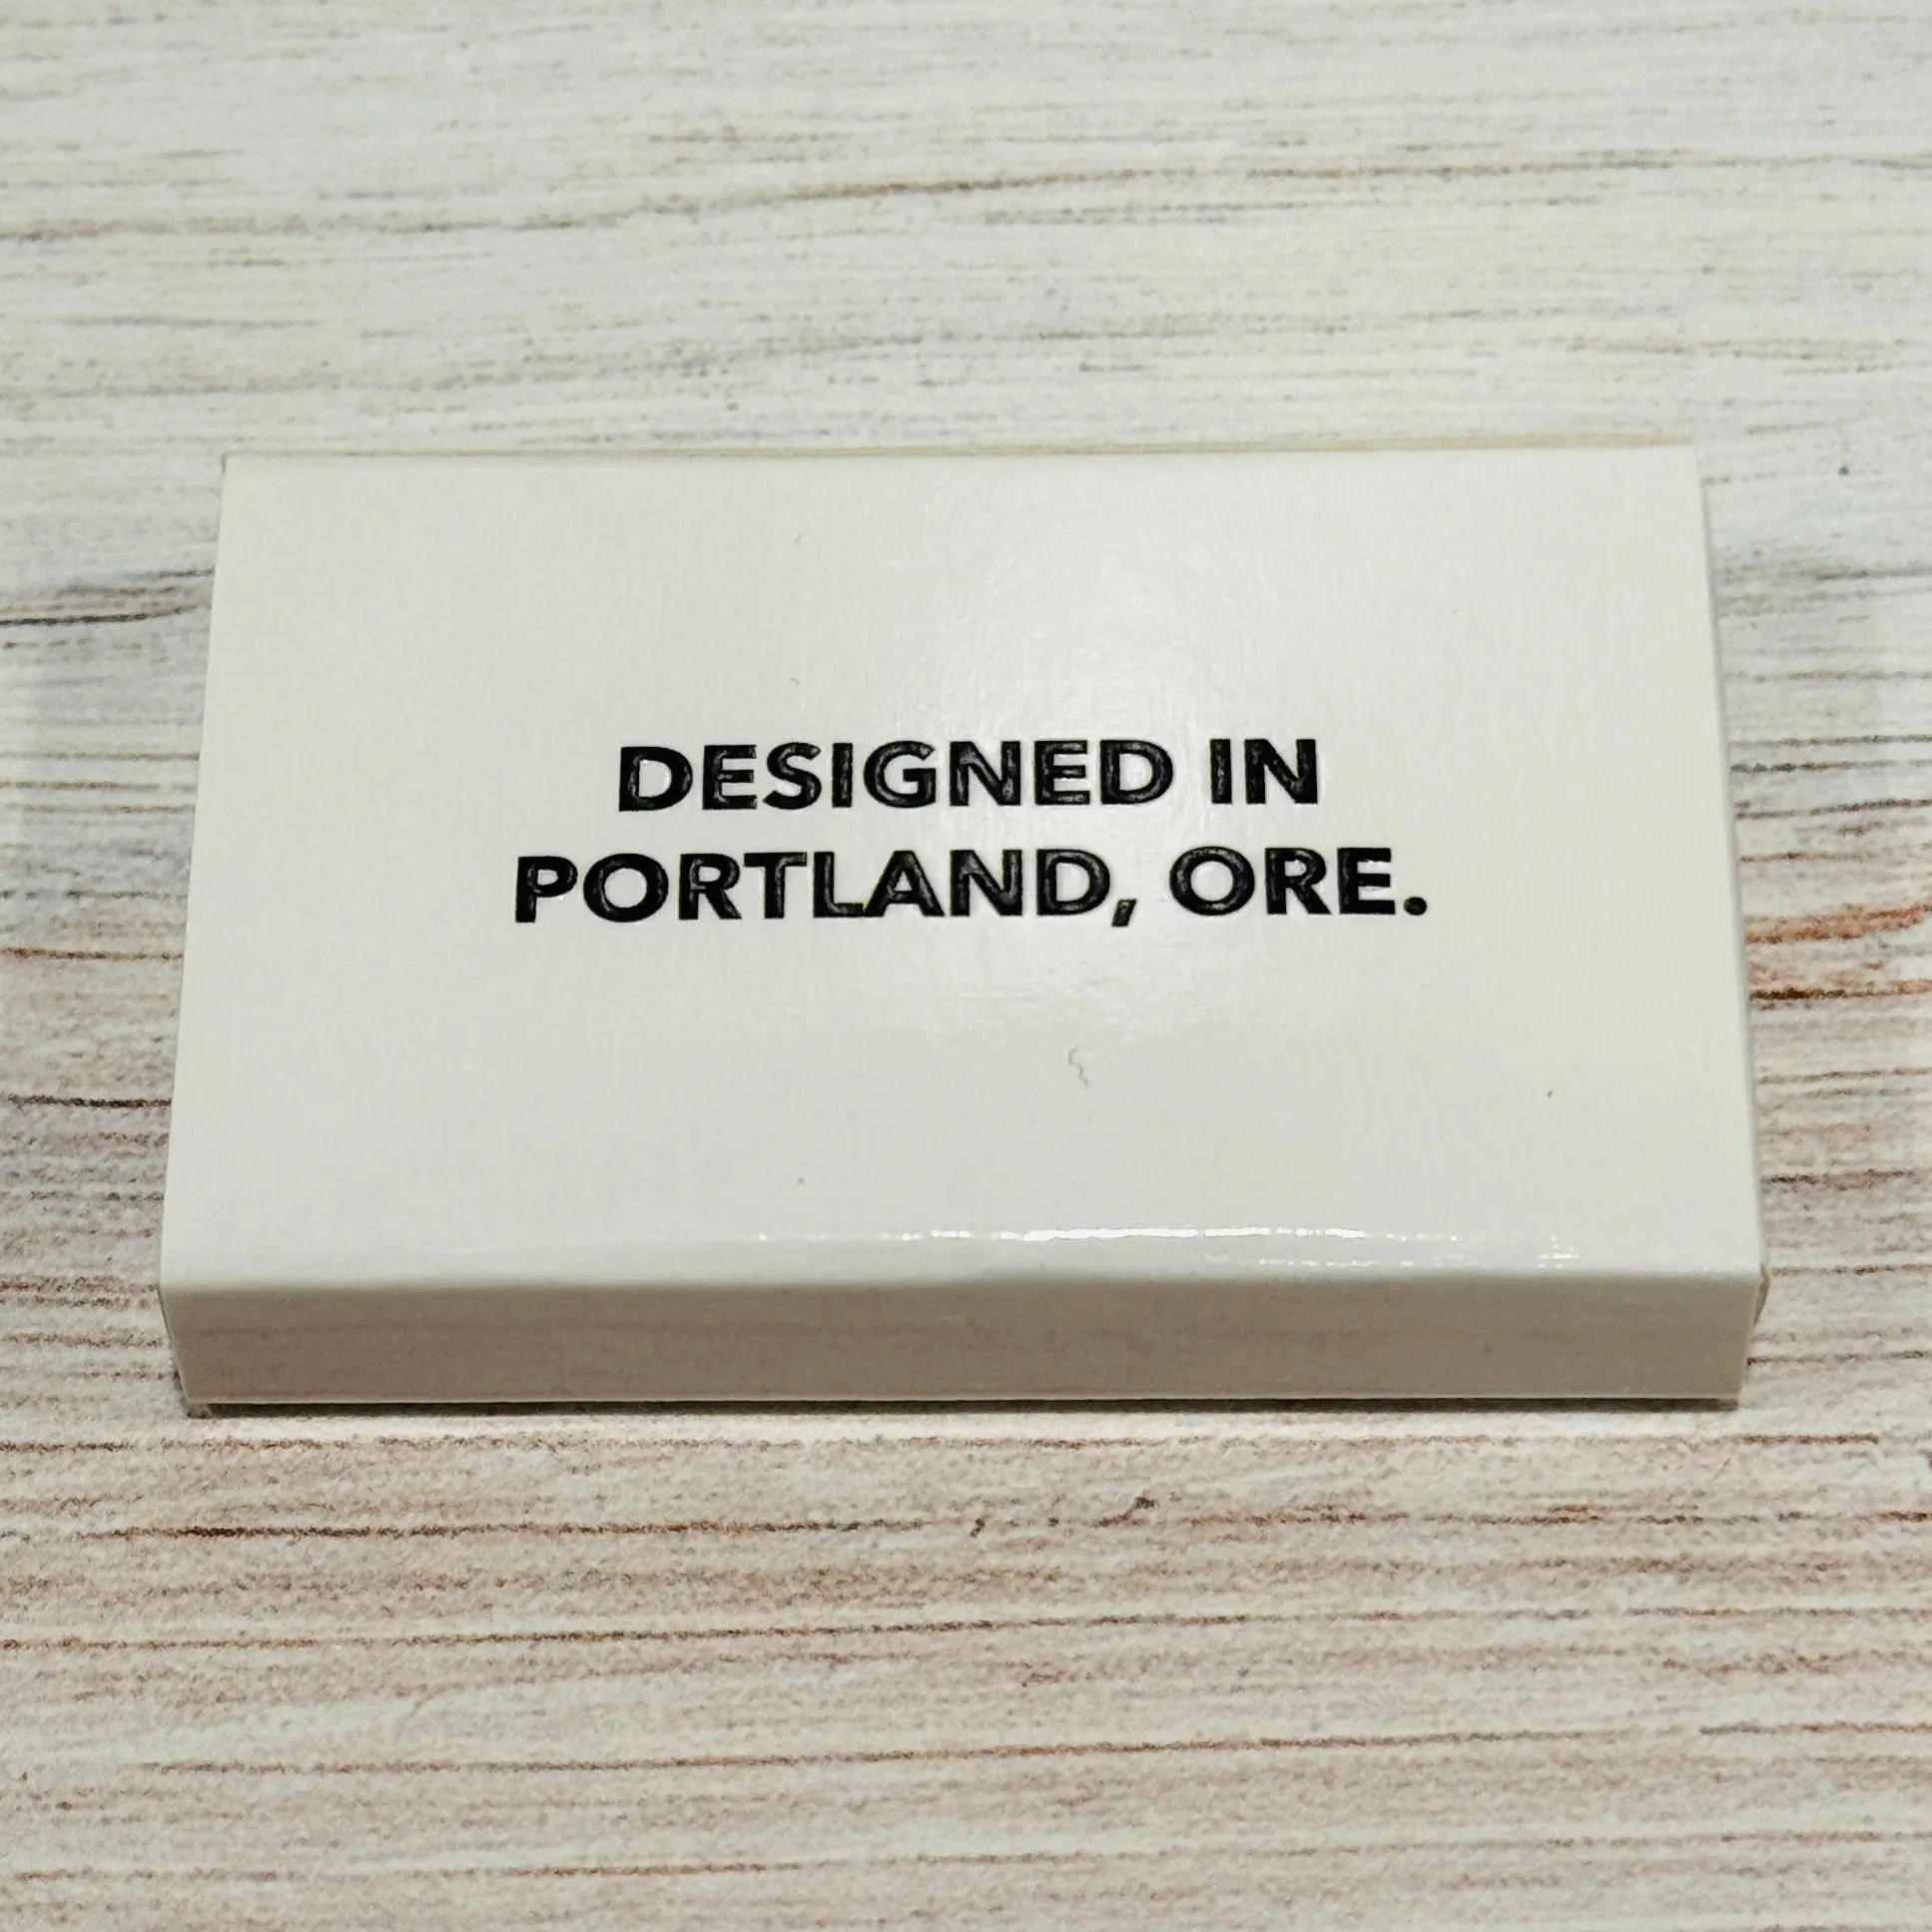 DESIGNED IN
PORTLAND, ORE.